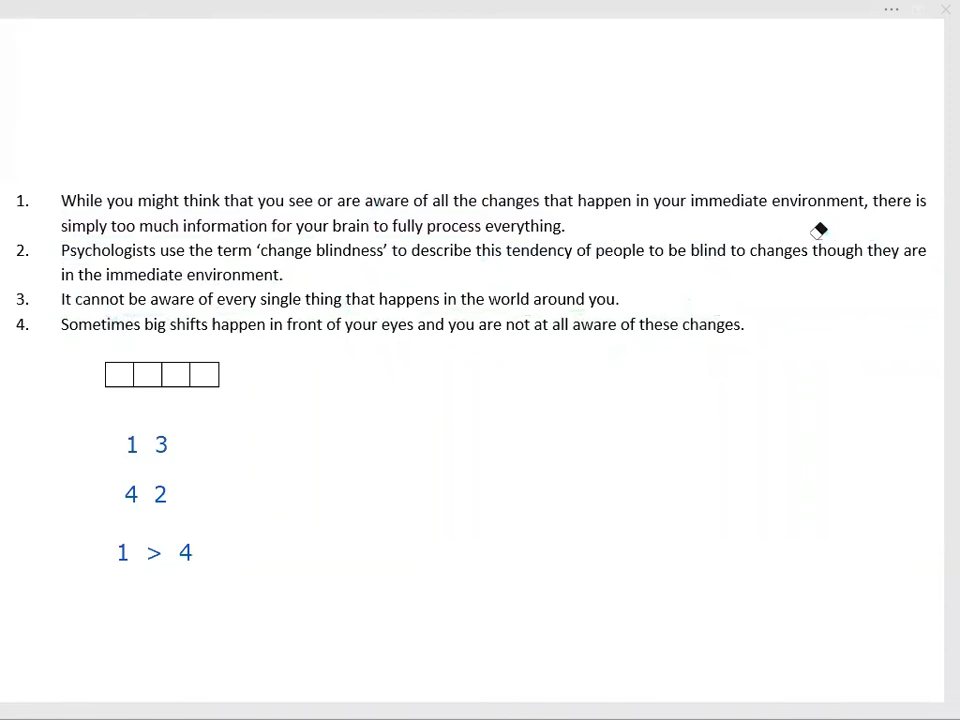 1. While you might think that you see or are aware of all the changes that happen in your immediate environment, there is
simply too much information for your brain to fully process everything.
2. Psychologists use the term ‘change blindness’ to describe this tendency of people to be blind to changes though they are
in the immediate environment.
3. It cannot be aware of every single thing that happens in the world around you.
4. Sometimes big shifts happen in front of your eyes and you are not at all aware of these changes.
1 3
4 2
1 > 4